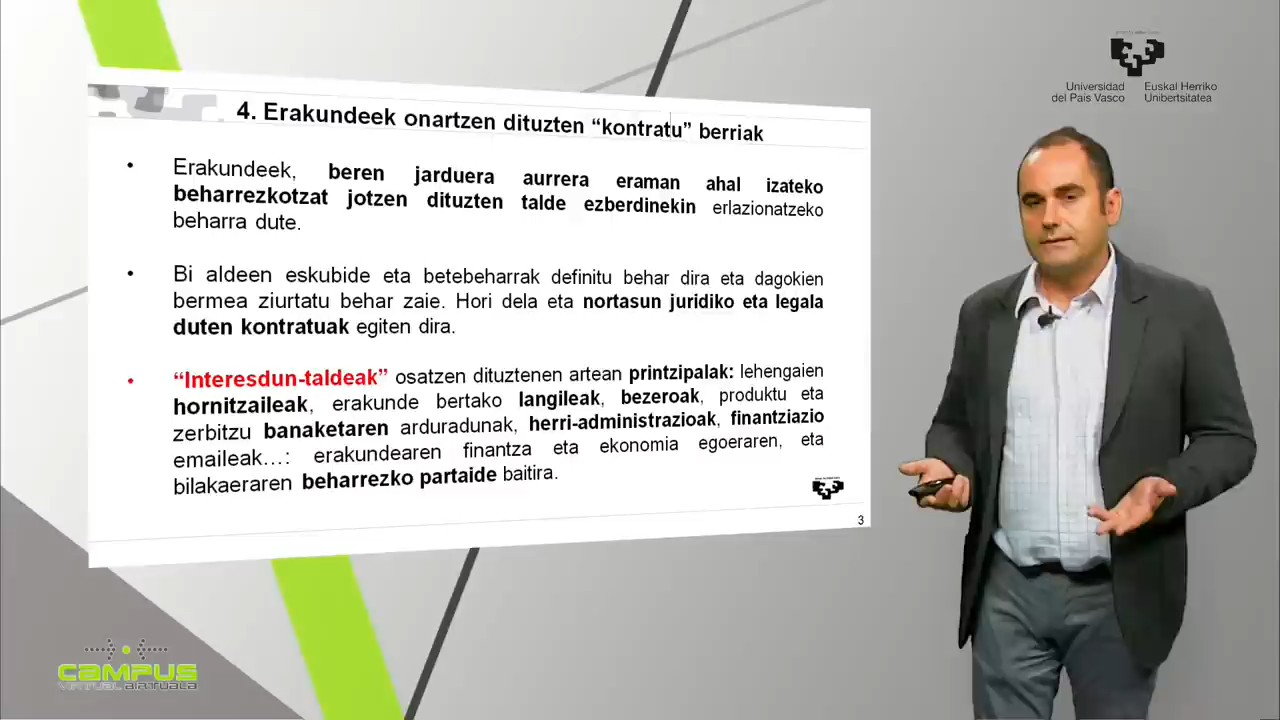 4. Erakundeek onartzen dituzten “kontratu” berriak
• Erakundeek, beren jarduera aurrera eraman ahal izateko
beharrezkotzat jotzen dituzten talde ezberdinekin erlazionatzeko
beharra dute.
• Bi aldeen eskubide eta betebeharrak definitu behar dira eta dagokien
bermea ziurtatu behar zaie. Hori dela eta nortasun juridiko eta legala
duten kontratuak egiten dira.
• “Interesdun-taldeak” osatzen dituztenen artean printzipalak: lehengaien
hornitzaileak, erakunde bertako langileak, bezeroak, produktu eta
zerbitzu banaketaren arduradunak, herri-administrazioak, finantziazio
emaileak…: erakundearen finantza eta ekonomia egoeraren, eta
bilakaeraren beharrezko partaide baitira.
3
Universidad
del País Vasco
Euskal Herriko
Unibertsitatea
CAMPUS
VIRTUAL BIRTUALA